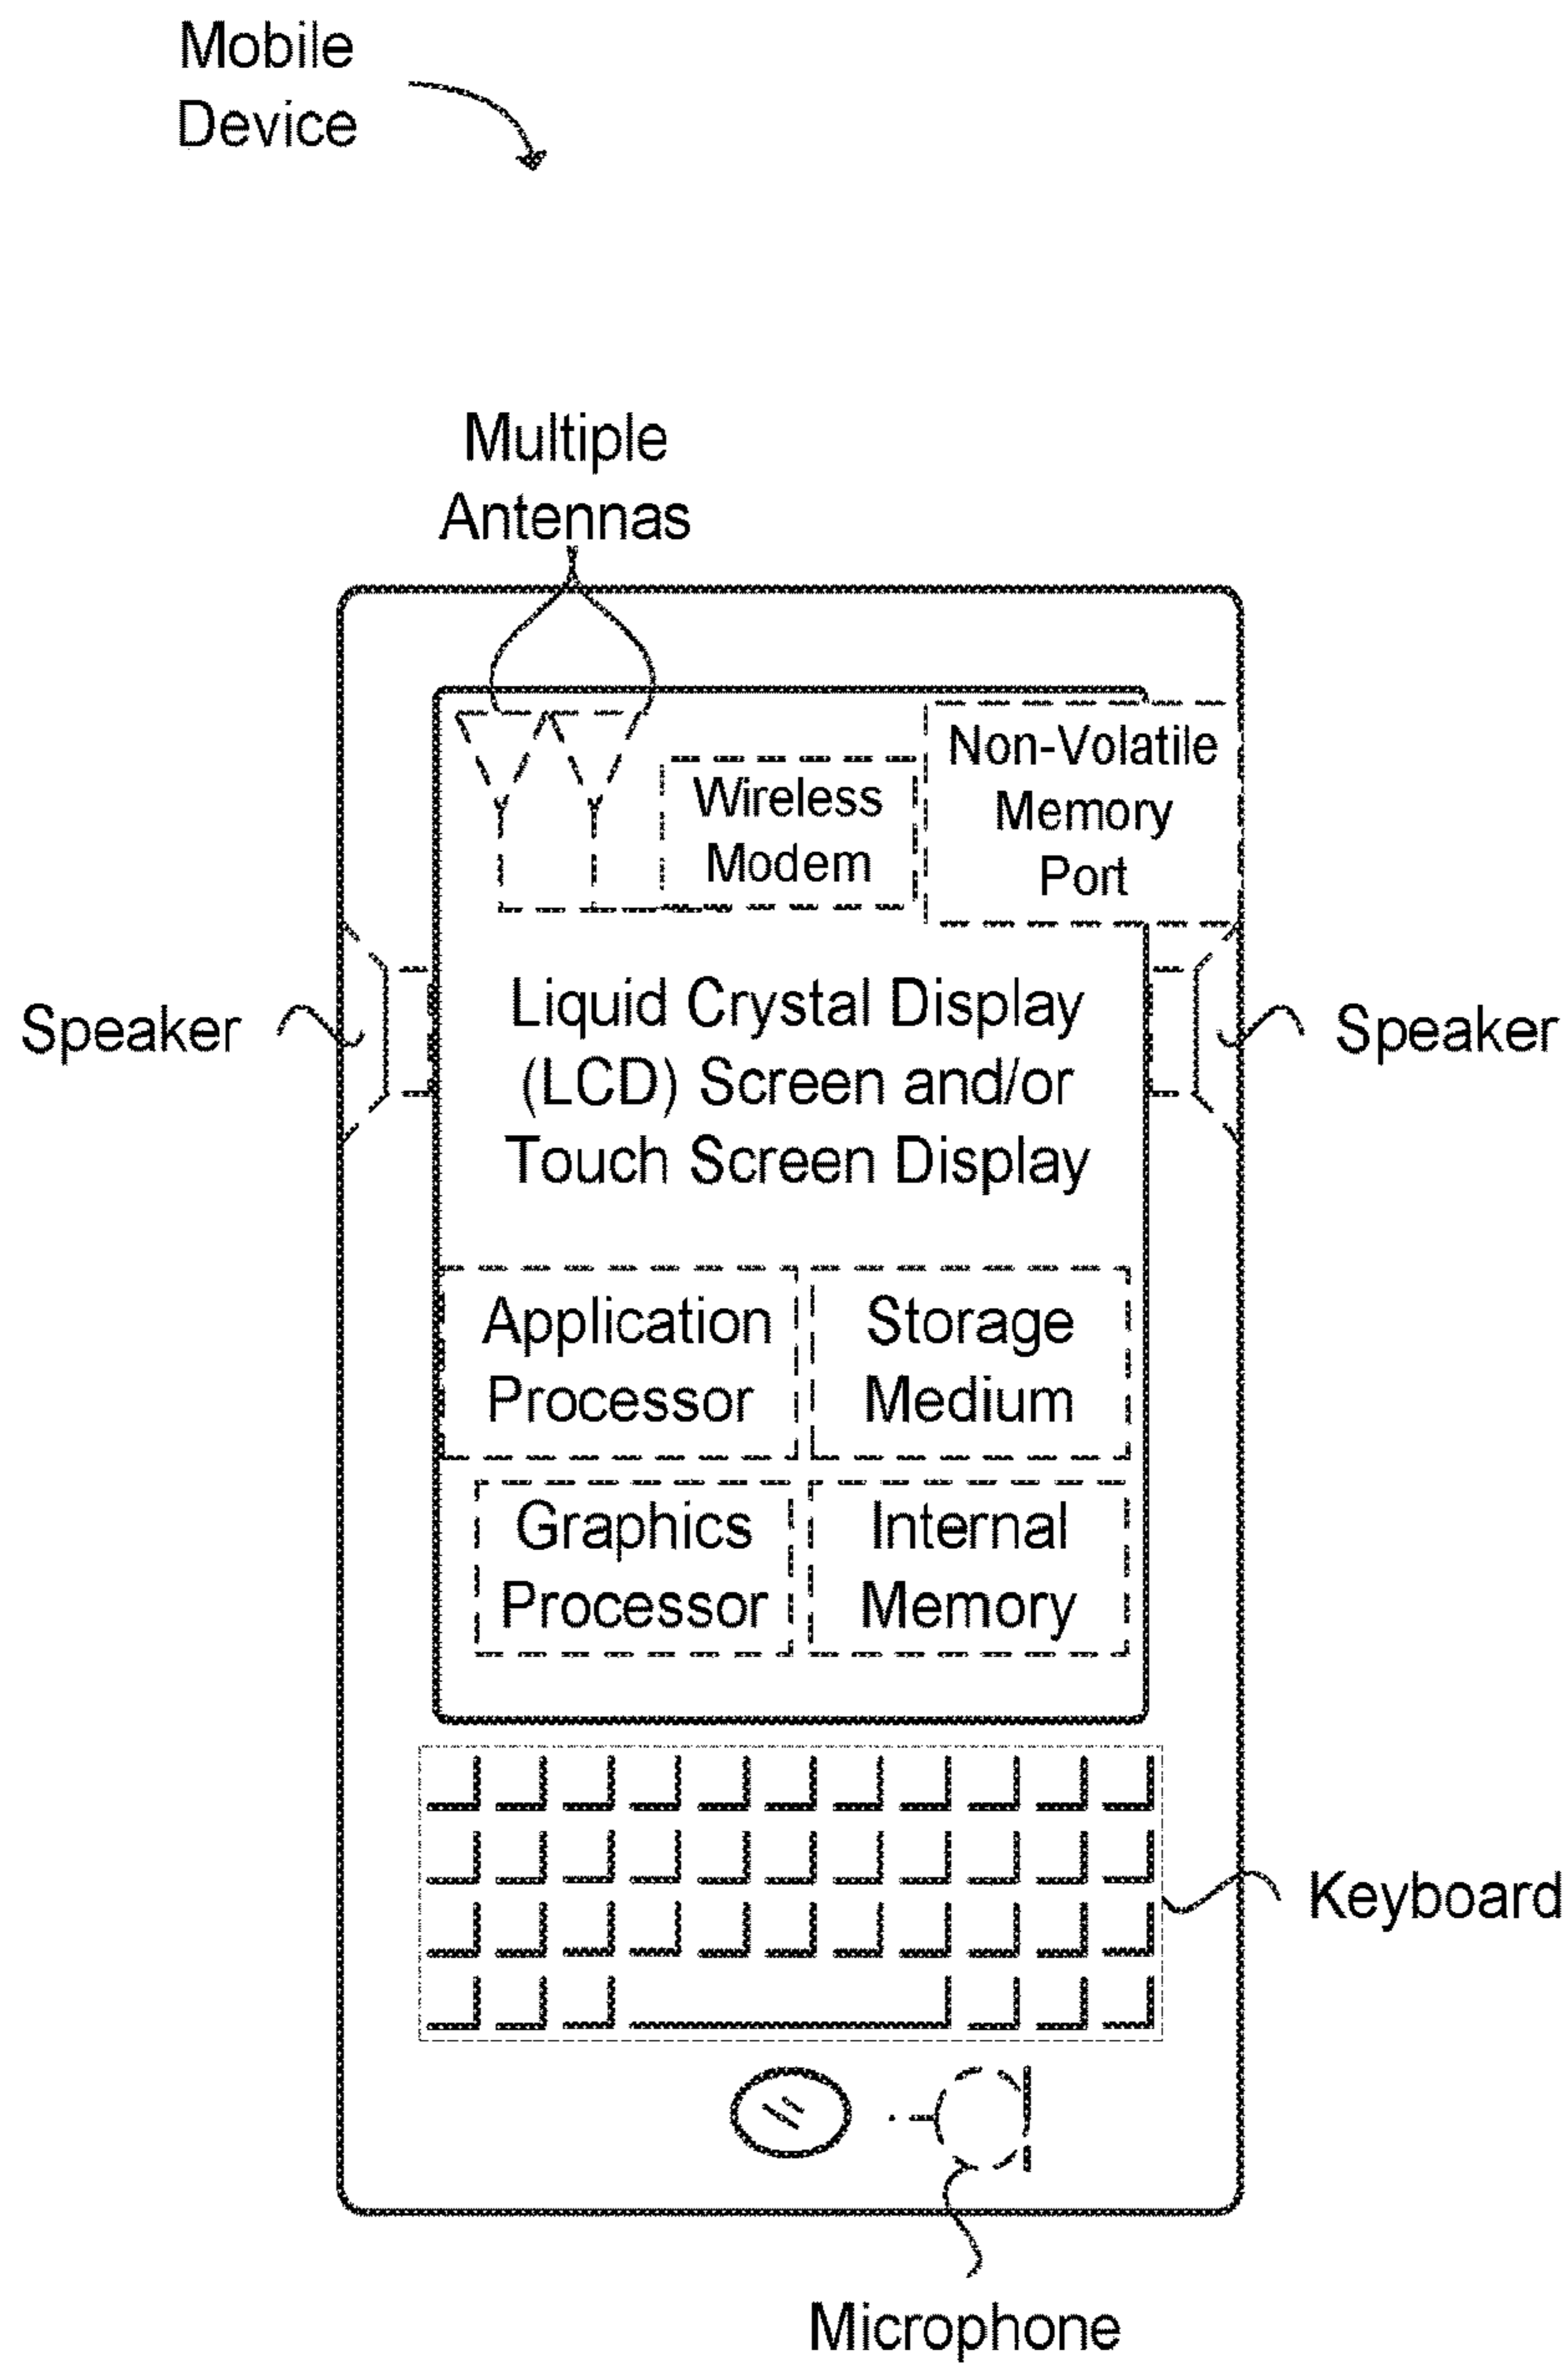 Mobile
Device
Multiple
Antennas
Non-Volatile
Memory
Port
Wireless
Modem
Speaker
Liquid Crystal Display
(LCD) Screen and/or
Touch Screen Display
Speaker
Application
Processor
Storage
Medium
Graphics
Processor
Internal
Memory
Keyboard
Microphone